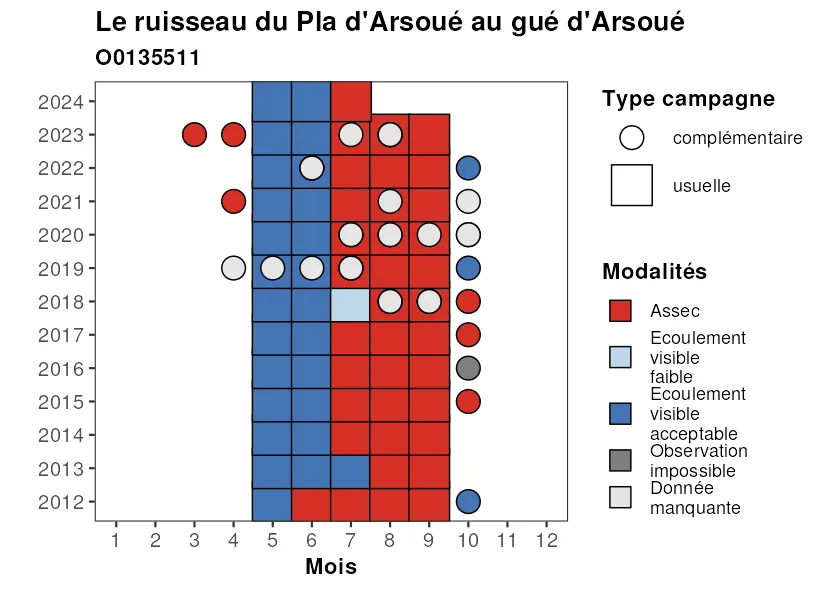 Le ruisseau du Pla d'Arsoué au gué d'Arsoué
O0135511
2024
2023
2022
2021
2020
2019
2018
2017
2016
2015
2014
2013
2012
1 2 3 4 5 6 7 8 9 10 11 12
Mois
Type campagne
complémentaire
usuelle
Modalités
Assec
Ecoulement
visible
faible
Ecoulement
visible
acceptable
Observation
impossible
Donnée
manquante